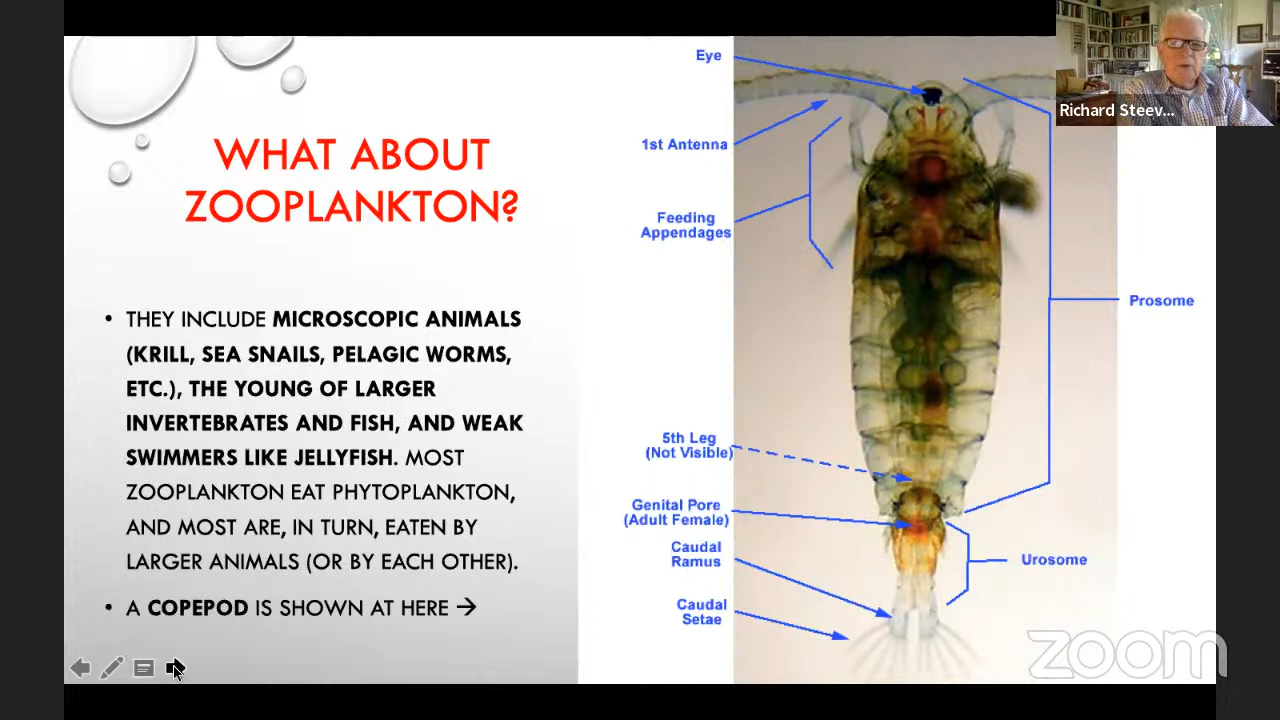 WHAT ABOUT
ZOOPLANKTON?
• THEY INCLUDE MICROSCOPIC ANIMALS
(KRILL, SEA SNAILS, PELAGIC WORMS,
ETC.), THE YOUNG OF LARGER
INVERTEBRATES AND FISH, AND WEAK
SWIMMERS LIKE JELLYFISH. MOST
ZOOPLANKTON EAT PHYTOPLANKTON,
AND MOST ARE, IN TURN, EATEN BY
LARGER ANIMALS (OR BY EACH OTHER).
• A COPEPOD IS SHOWN AT HERE →
Eye
1st Antenna
Feeding
Appendages
Prosome
5th Leg
(Not Visible)
Genital Pore
(Adult Female)
Caudal
Ramus
Urosome
Caudal
Setae
Richard Steev...
zoom